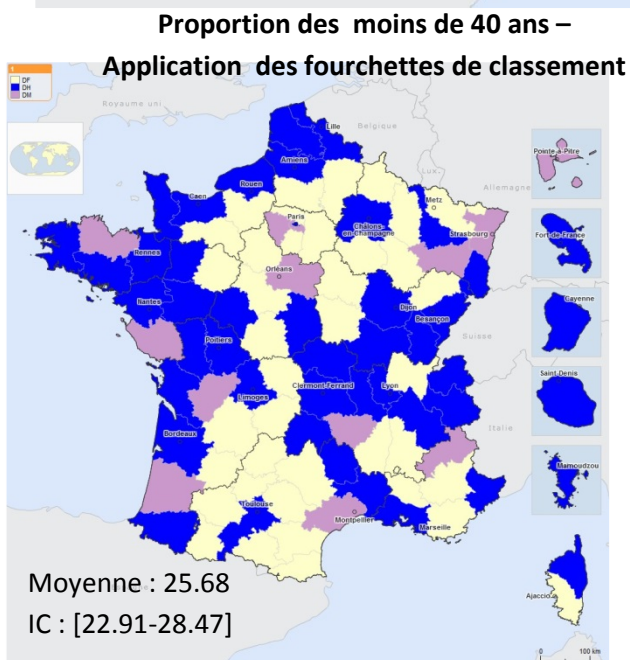 Proportion des moins de 40 ans –
Application des fourchettes de classement
1
DF
DH
DM
Royaume uni
Lille
Belgique
Amiens
Lux.
Pointe-à-Pitre
Rouen
Allemagne
Caen
Metz
Paris
Châlons
en-Champagne
Strasbourg
Fort-de-France
Rennes
Orléans
Nantes
Dijon
Besançon
Cayenne
Poitiers
Suisse
Clermont-Ferrand
Lyon
Saint-Denis
Limoges
Italie
Bordeaux
Mamoudzou
Toulouse
Montpellier
Marseille
Moyenne : 25.68
Ajaccio
IC : [22.91-28.47]
0 100 km